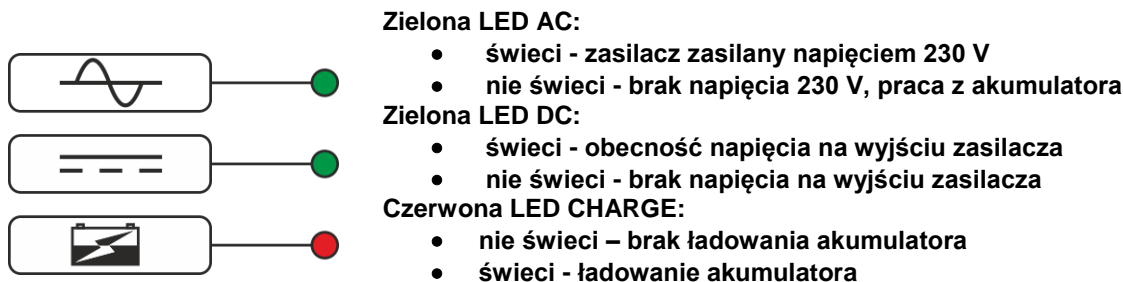 Zielona LED AC:
● świeci - zasilacz zasilany napięciem 230 V
● nie świeci - brak napięcia 230 V, praca z akumulatora
Zielona LED DC:
● świeci - obecność napięcia na wyjściu zasilacza
● nie świeci - brak napięcia na wyjściu zasilacza
Czerwona LED CHARGE:
● nie świeci – brak ładowania akumulatora
● świeci - ładowanie akumulatora